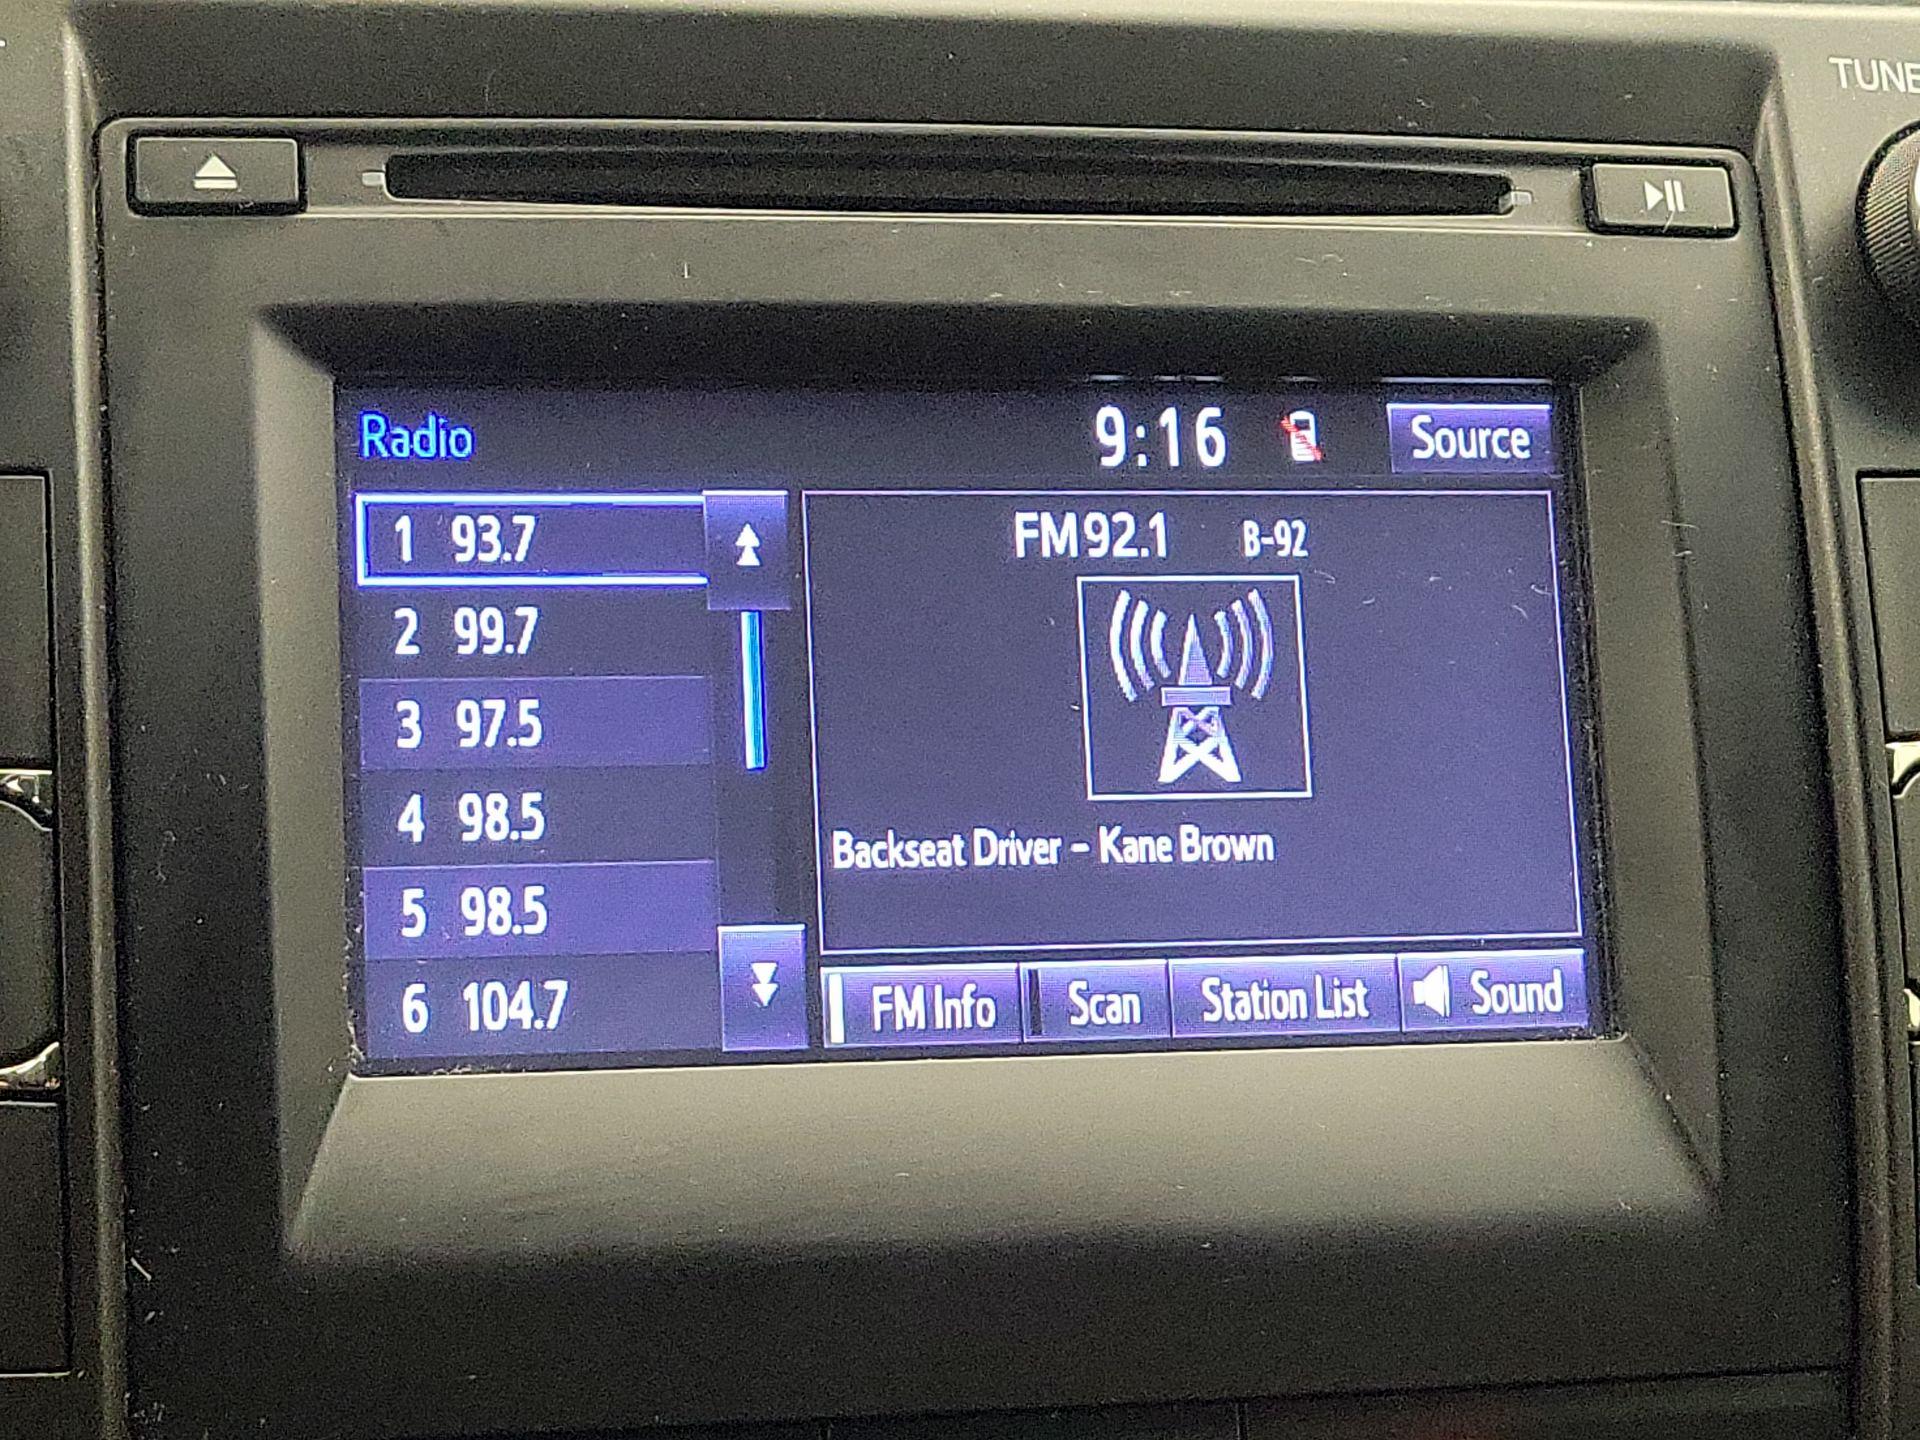 TUNE
Radio
9:16
Source
1 93.7
2 99.7
3 97.5
4 98.5
5 98.5
6 104.7
FM 92.1 B-92
Backseat Driver - Kane Brown
FM Info
Scan
Station List
Sound